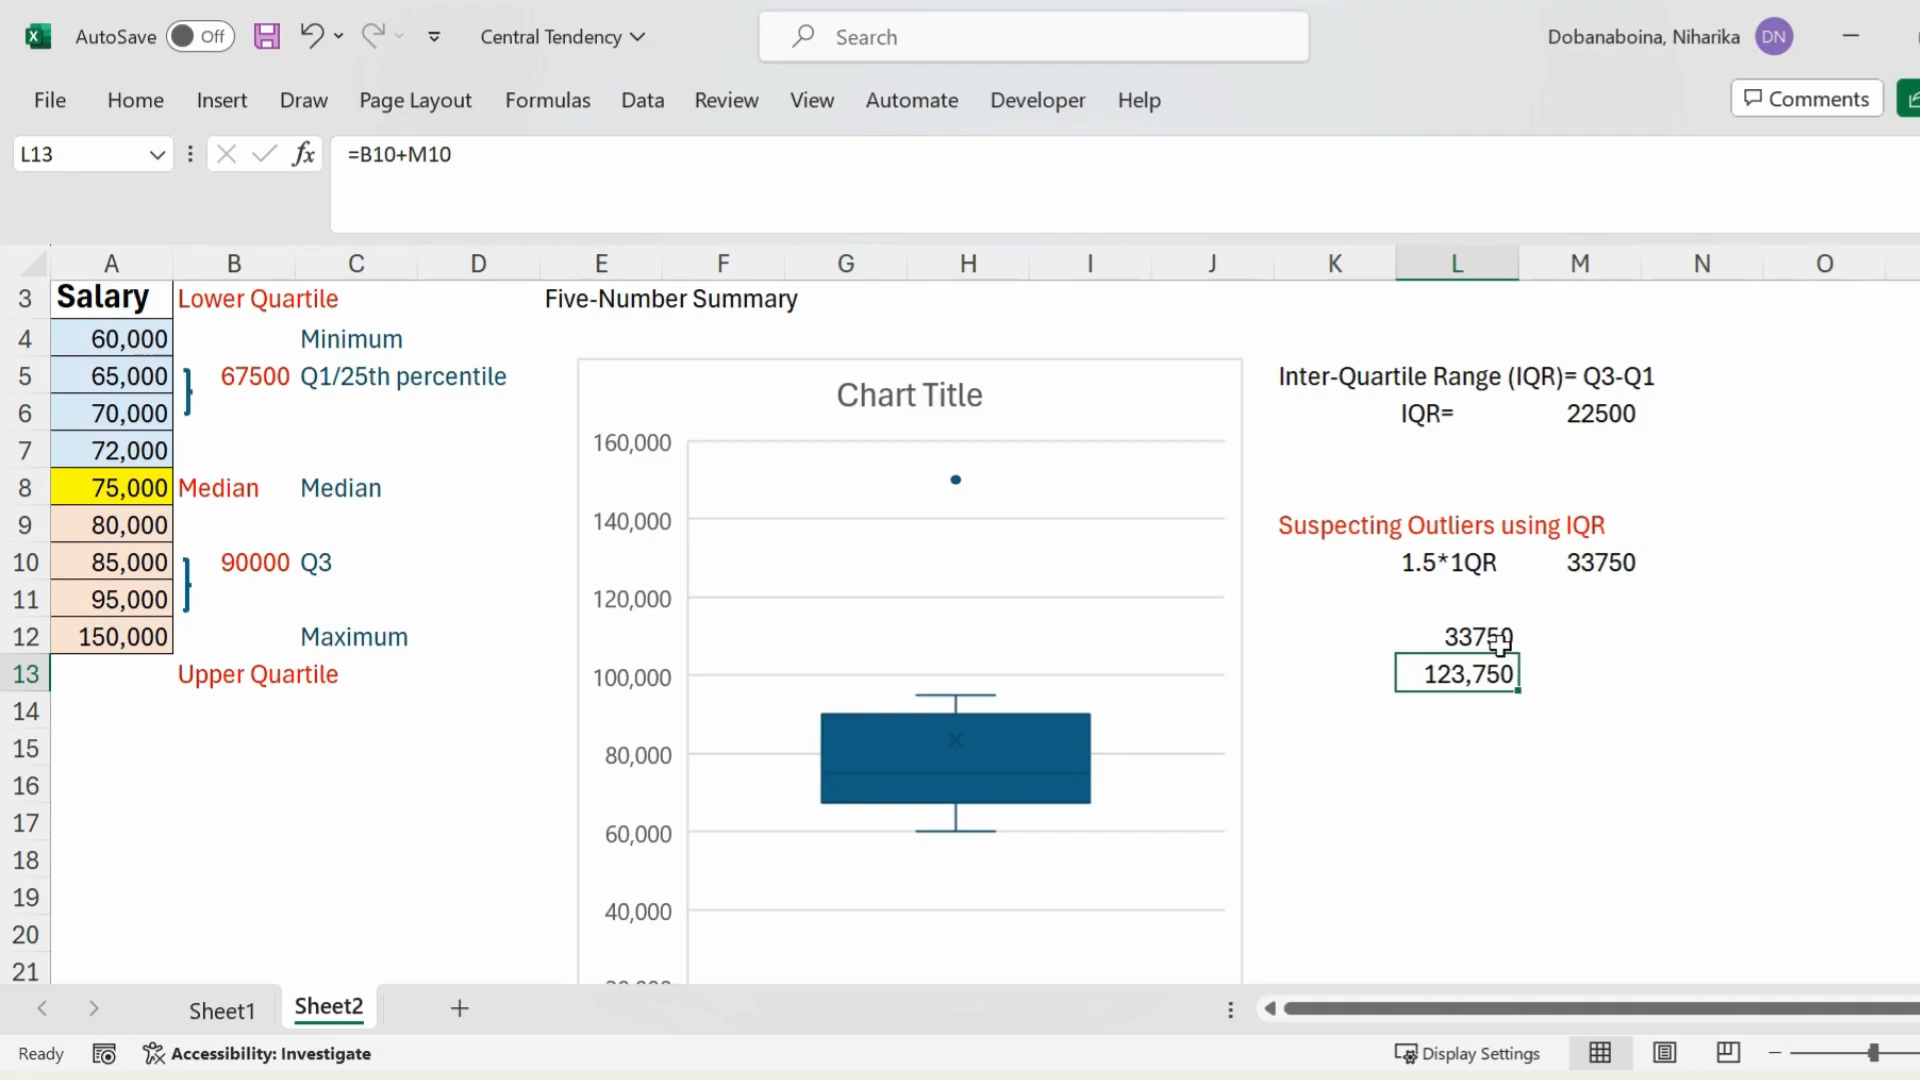 AutoSave Off Central Tendency Search Dobanaboina, Niharika DN
File Home Insert Draw Page Layout Formulas Data Review View Automate Developer Help Comments
L13 fx =B10+M10
A B C D E F G H I J K L M N O
3 Salary Lower Quartile Five-Number Summary
4 60,000 Minimum
5 65,000 67500 Q1/25th percentile Inter-Quartile Range (IQR)= Q3-Q1
6 70,000 IQR= 22500
7 72,000
8 75,000 Median Median
9 80,000 Suspecting Outliers using IQR
10 85,000 90000 Q3 1.5*1QR 33750
11 95,000
12 150,000 Maximum 33750
13 Upper Quartile 123,750
14
15
16
17
18
19
20
21
Chart Title
160,000
140,000
120,000
100,000
80,000
60,000
40,000
Sheet1 Sheet2
Ready Accessibility: Investigate Display Settings